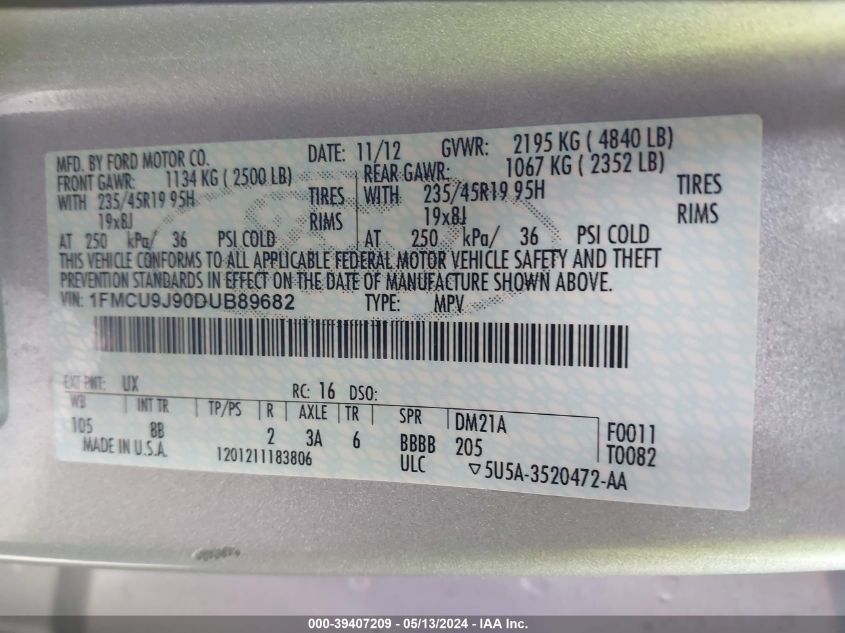 MFD. BY FORD MOTOR CO. DATE: 11/12 GVWR: 2195 KG ( 4840 LB)
FRONT GAWR: 1134 KG ( 2500 LB) REAR GAWR: 1067 KG ( 2352 LB)
WITH 235/45R19 95H TIRES WITH 235/45R19 95H TIRES
19x8J RIMS 19x8J RIMS
AT 250 kPa/ 36 PSI COLD AT 250 kPa/ 36 PSI COLD
THIS VEHICLE CONFORMS TO ALL APPLICABLE FEDERAL MOTOR VEHICLE SAFETY AND THEFT
PREVENTION STANDARDS IN EFFECT ON THE DATE OF MANUFACTURE SHOWN ABOVE.
VIN: 1FMCU9J90DUB89682 TYPE: MPV
EXT PNT: UX RC: 16 DSO:
WB INT TR TP/PS R AXLE TR SPR DM21A F0011
105 8B 2 3A 6 BBBB 205 T0082
MADE IN U.S.A. 1201211183806 ULC ▽5U5A-3520472-AA
000-39407209 - 05/13/2024 - IAA Inc.